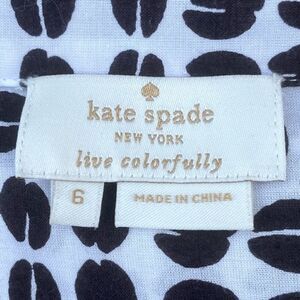 kate spade
NEW YORK
live colorfully
6
MADE IN CHINA